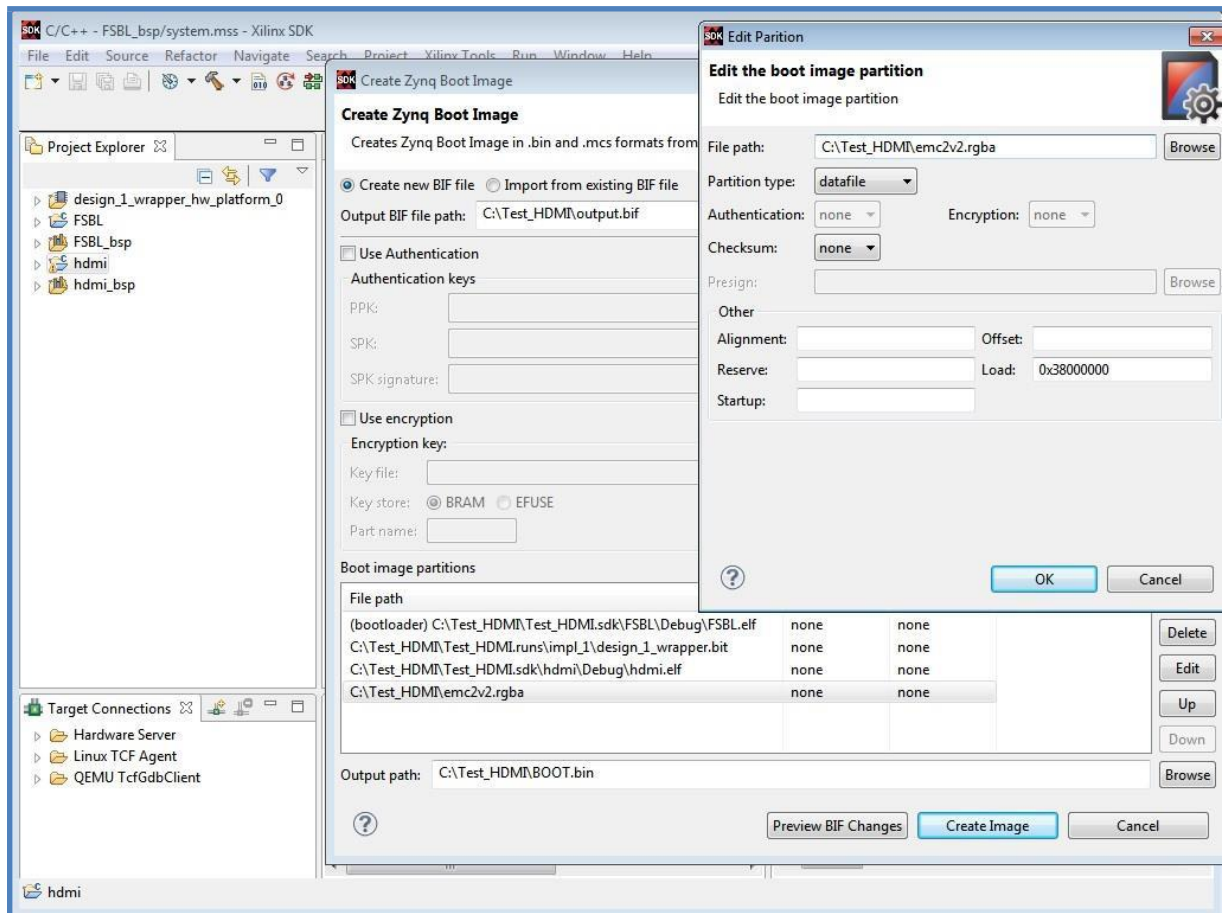 C/C++ - FSBL_bsp/system.mss - Xilinx SDK
File Edit Source Refactor Navigate Search Project Xilinx Tools Run Window Help
Project Explorer
design_1_wrapper_hw_platform_0
FSBL
FSBL_bsp
hdmi
hdmi_bsp
Target Connections
Hardware Server
Linux TCF Agent
QEMU TcfGdbClient
hdmi
SDK Create Zynq Boot Image
Create Zynq Boot Image
Creates Zynq Boot Image in .bin and .mcs formats from
Create new BIF file Import from existing BIF file
Output BIF file path: C:\Test_HDMI\output.bif
Use Authentication
Authentication keys
PPK:
SPK:
SPK signature:
Use encryption
Encryption key:
Key file:
Key store: BRAM EFUSE
Part name:
Boot image partitions
File path
(bootloader) C:\Test_HDMI\Test_HDMI.sdk\FSBL\Debug\FSBL.elf none none
C:\Test_HDMI\Test_HDMI.runs\impl_1\design_1_wrapper.bit none none
C:\Test_HDMI\Test_HDMI.sdk\hdmi\Debug\hdmi.elf none none
C:\Test_HDMI\emc2v2.rgba none none
Delete
Edit
Up
Down
Output path: C:\Test_HDMI\BOOT.bin Browse
Preview BIF Changes Create Image Cancel
SDK Edit Parition
Edit the boot image partition
Edit the boot image partition
File path: C:\Test_HDMI\emc2v2.rgba Browse
Partition type: datafile
Authentication: none Encryption: none
Checksum: none
Presign: Browse
Other
Alignment: Offset:
Reserve: Load: 0x38000000
Startup:
OK Cancel